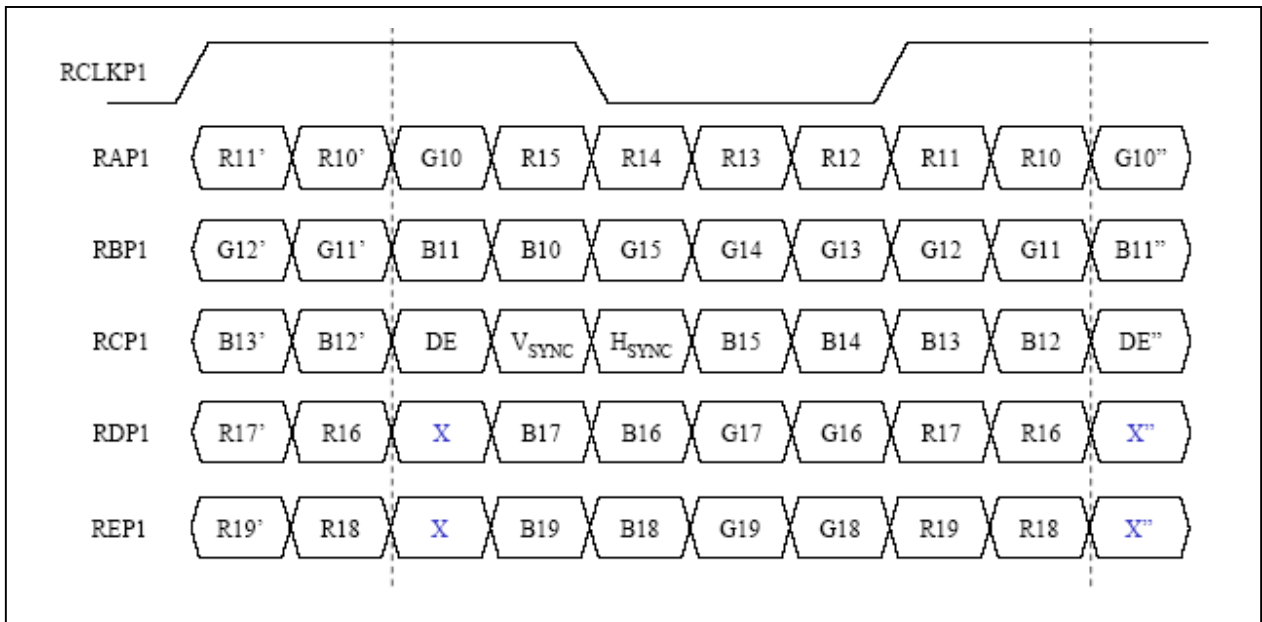 RCLKP1
RAP1 R11’ R10’ G10 R15 R14 R13 R12 R11 R10 G10”
RBP1 G12’ G11’ B11 B10 G15 G14 G13 G12 G11 B11”
RCP1 B13’ B12’ DE VSYNC HSYNC B15 B14 B13 B12 DE”
RDP1 R17’ R16 X B17 B16 G17 G16 R17 R16 X”
REP1 R19’ R18 X B19 B18 G19 G18 R19 R18 X”